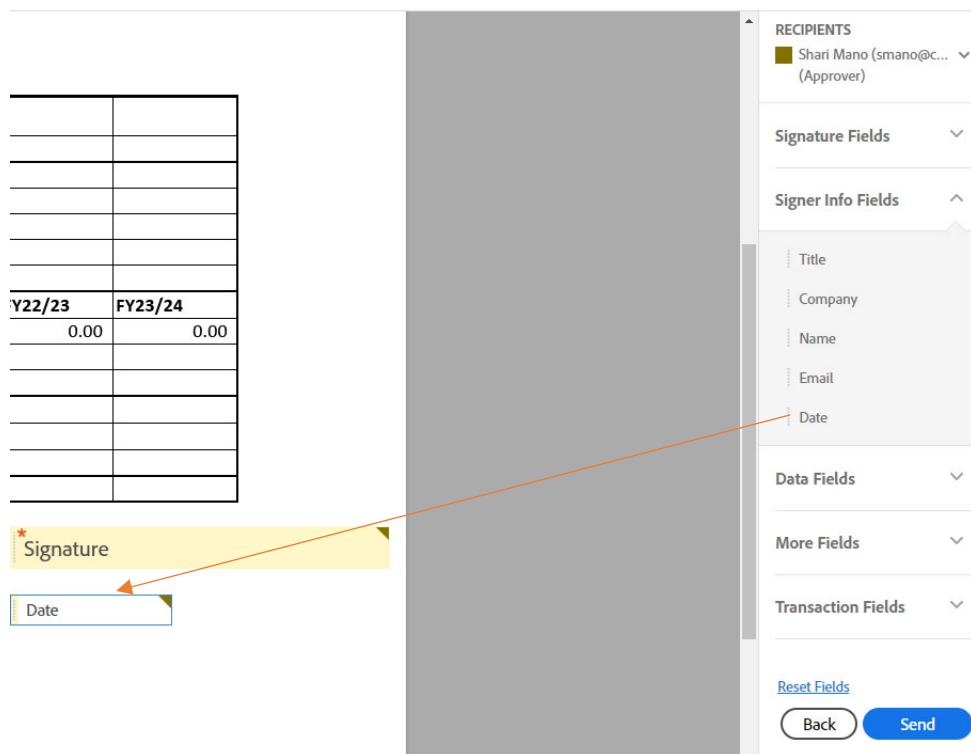 RECIPIENTS
Shari Mano (smano@c...
(Approver)
Signature Fields
Signer Info Fields
Title
Company
Name
Email
Date
Data Fields
More Fields
Transaction Fields
Reset Fields
Back Send
Y22/23 FY23/24
0.00 0.00
* Signature
Date